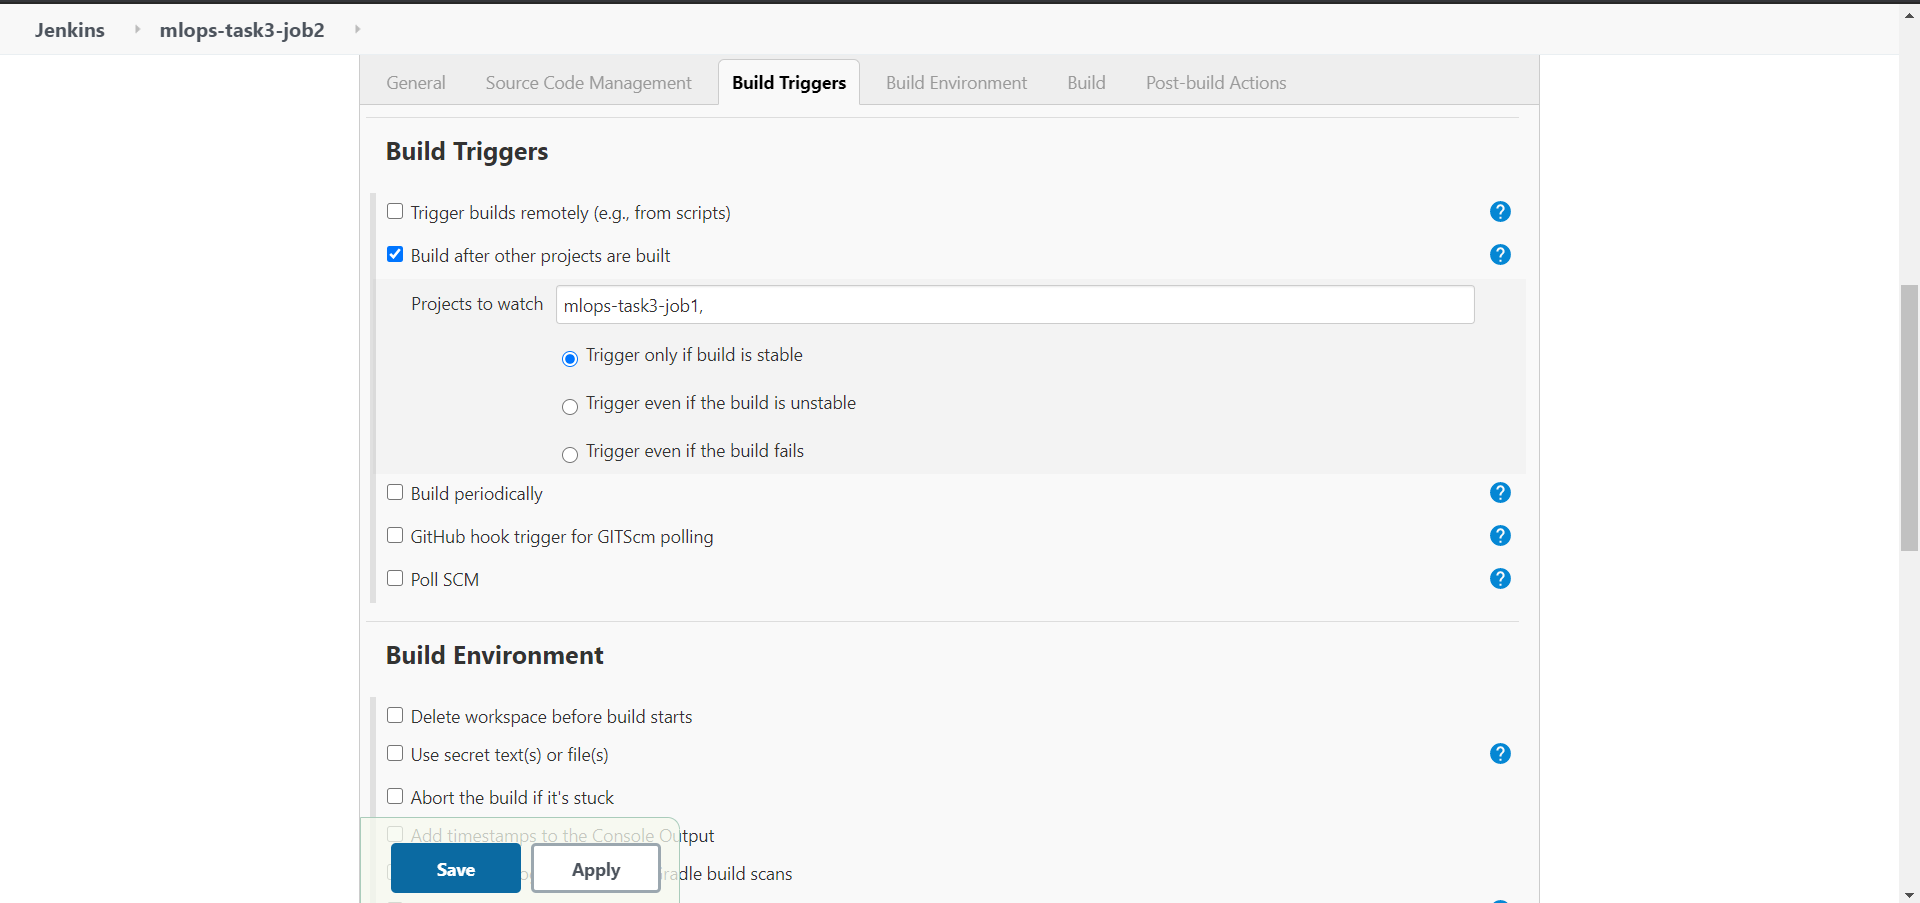 Jenkins mlops-task3-job2
General Source Code Management Build Triggers Build Environment Build Post-build Actions
Build Triggers
Trigger builds remotely (e.g., from scripts) ?
Build after other projects are built ?
Projects to watch mlops-task3-job1,
Trigger only if build is stable
Trigger even if the build is unstable
Trigger even if the build fails
Build periodically ?
GitHub hook trigger for GITScm polling ?
Poll SCM ?
Build Environment
Delete workspace before build starts
Use secret text(s) or file(s) ?
Abort the build if it's stuck
Add timestamps to the Console Output
Save Apply
build scans